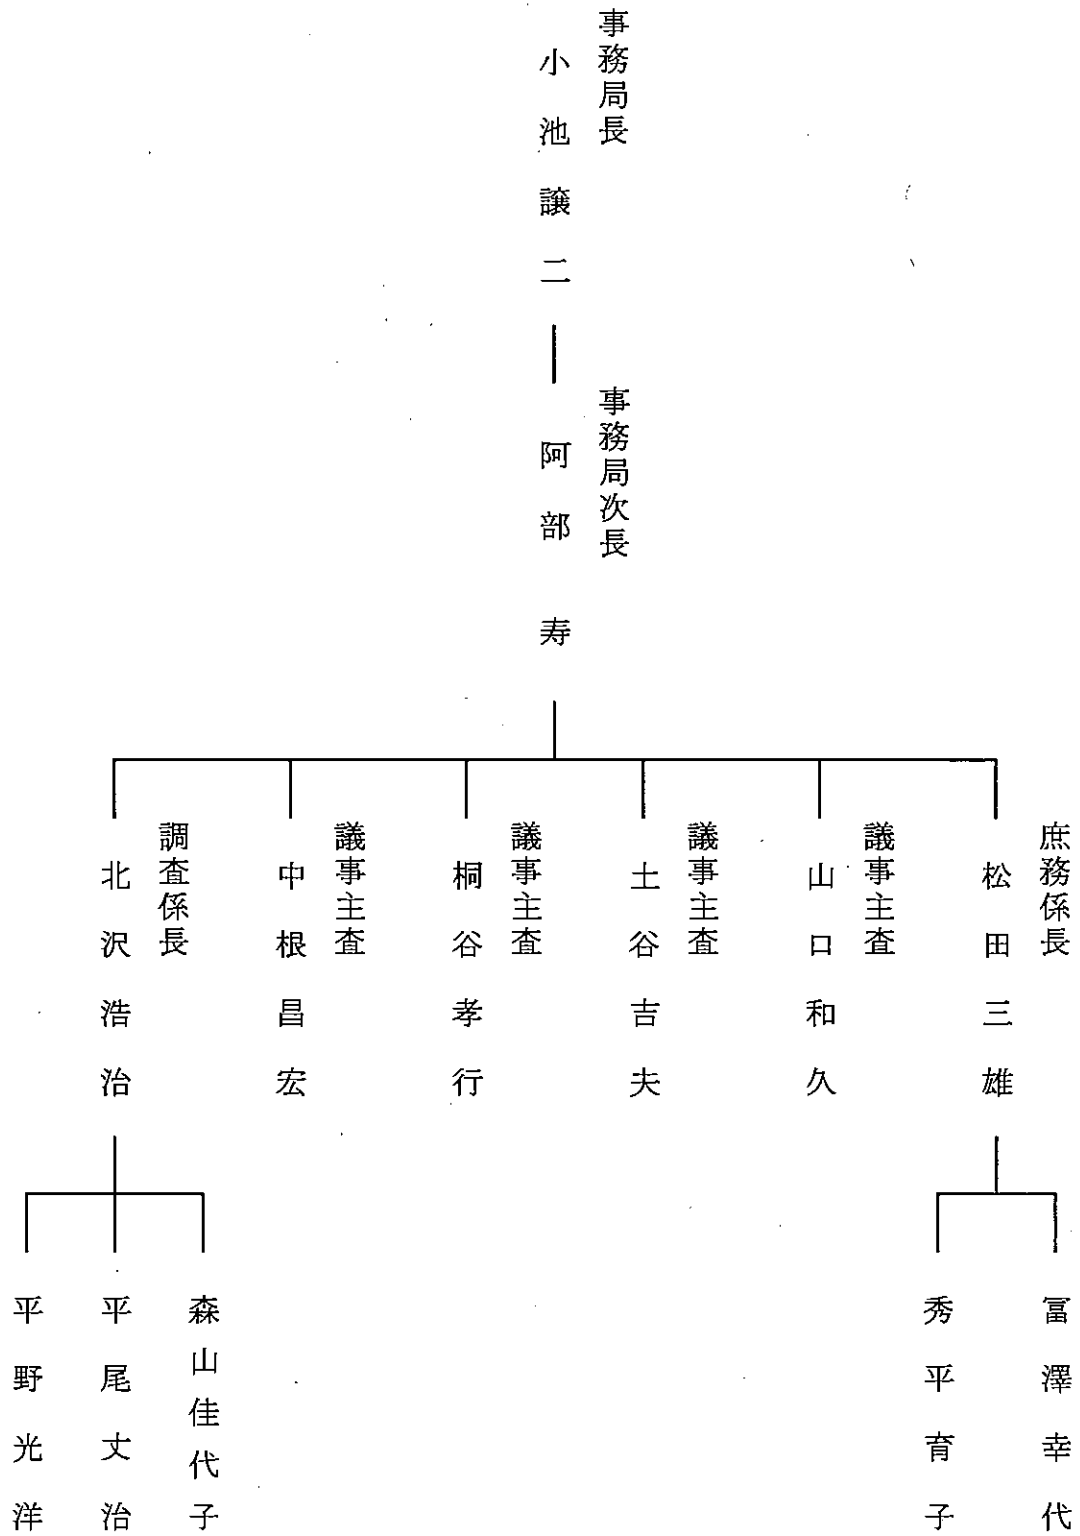 事務局長
小池譲二
事務局次長
阿部　寿
庶務係長
松田三雄
議事主査
山口和久
議事主査
土谷吉夫
議事主査
桐谷孝行
議事主査
中根昌宏
調査係長
北沢浩治
冨澤幸代
秀平育子
森山佳代子
平尾丈治
平野光洋